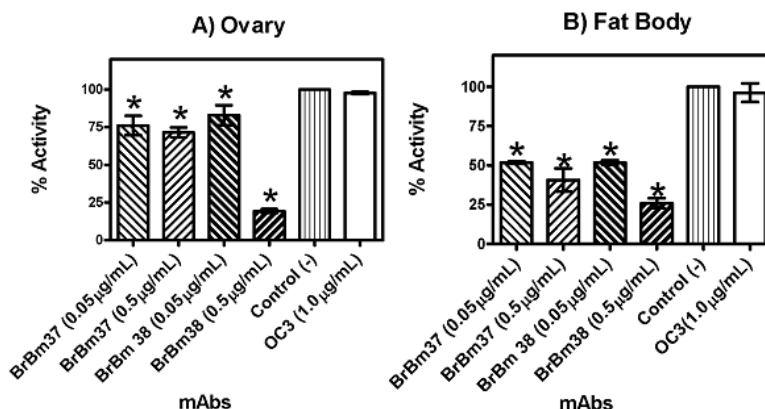 A) Ovary
% Activity
100
75
50
25
0
*
*
*
*
BrBm37 (0.05µg/mL)
BrBm37 (0.5µg/mL)
BrBm 38 (0.05µg/mL)
BrBm38 (0.5µg/mL)
Control (-)
OC3 (1.0µg/mL)
mAbs
B) Fat Body
% Activity
100
75
50
25
0
*
*
*
*
BrBm37 (0.05µg/mL)
BrBm37 (0.5µg/mL)
BrBm 38 (0.05µg/mL)
BrBm38 (0.5µg/mL)
Control (-)
OC3(1.0µg/mL)
mAbs